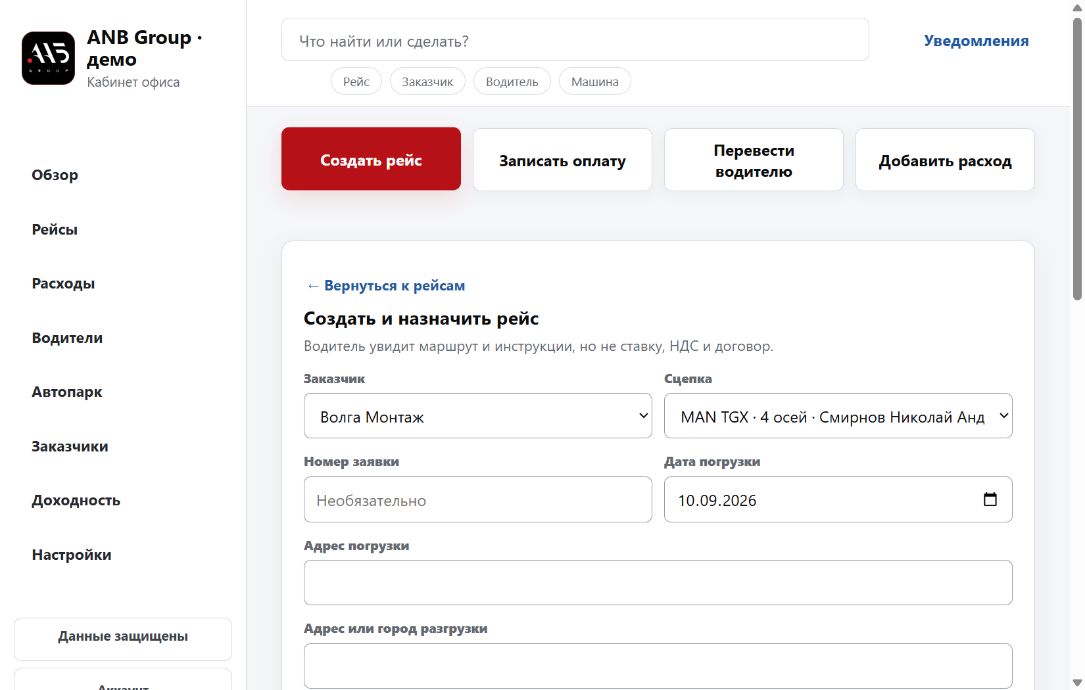 ANB Group ·
демо
Кабинет офиса
Что найти или сделать?
Уведомления
Рейс
Заказчик
Водитель
Машина
Создать рейс
Записать оплату
Перевести
водителю
Добавить расход
Обзор
Рейсы
Расходы
Водители
Автопарк
Заказчики
Доходность
Настройки
Данные защищены
Аккаунт
← Вернуться к рейсам
Создать и назначить рейс
Водитель увидит маршрут и инструкции, но не ставку, НДС и договор.
Заказчик
Сцепка
Волга Монтаж
MAN TGX · 4 осей · Смирнов Николай Анд
Номер заявки
Дата погрузки
Необязательно
10.09.2026
Адрес погрузки
Адрес или город разгрузки